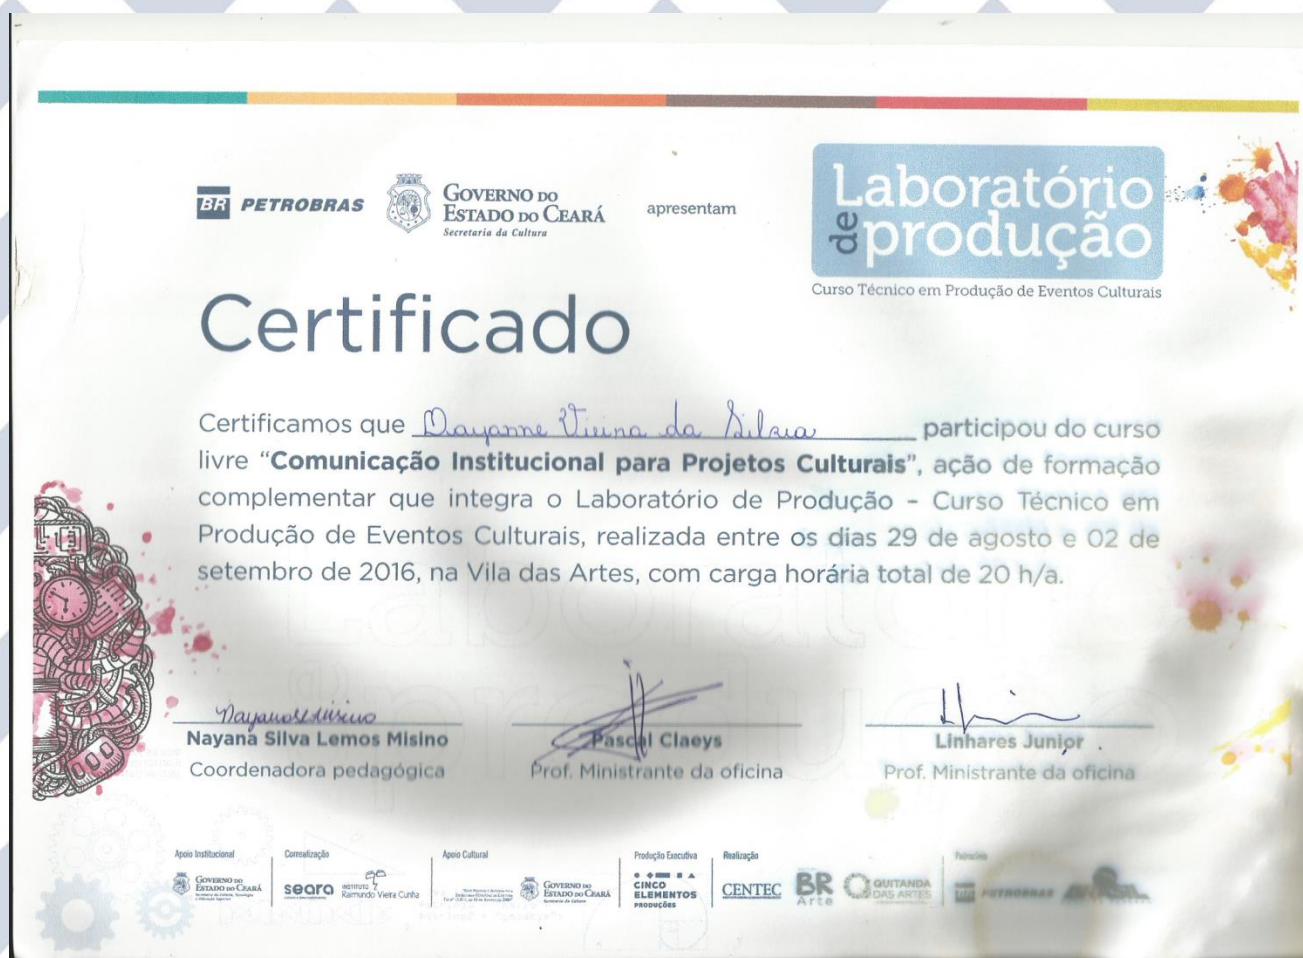 BR PETROBRAS
GOVERNO DO
ESTADO DO CEARÁ
Secretaria da Cultura
apresentam
Laboratório
de produção
Curso Técnico em Produção de Eventos Culturais
Certificado
Certificamos que Dayanne Vieira da Silva participou do curso
livre “Comunicação Institucional para Projetos Culturais”, ação de formação
complementar que integra o Laboratório de Produção – Curso Técnico em
Produção de Eventos Culturais, realizada entre os dias 29 de agosto e 02 de
setembro de 2016, na Vila das Artes, com carga horária total de 20 h/a.
Nayana Silva Lemos Misino
Coordenadora pedagógica
Pascal Claeys
Prof. Ministrante da oficina
Linhares Junior
Prof. Ministrante da oficina
Apoio Institucional
GOVERNO DO
ESTADO DO CEARÁ
Correalização
seara
INSTITUTO
Raimundo Vieira Cunha
Apoio Cultural
GOVERNO DO
ESTADO DO CEARÁ
Secretaria da Cultura
Produção Executiva
CINCO
ELEMENTOS
PRODUÇÕES
Realização
CENTEC
BR
Arte
QUITANDA
DAS ARTES
Patrocínio
PETROBRAS
BRASIL